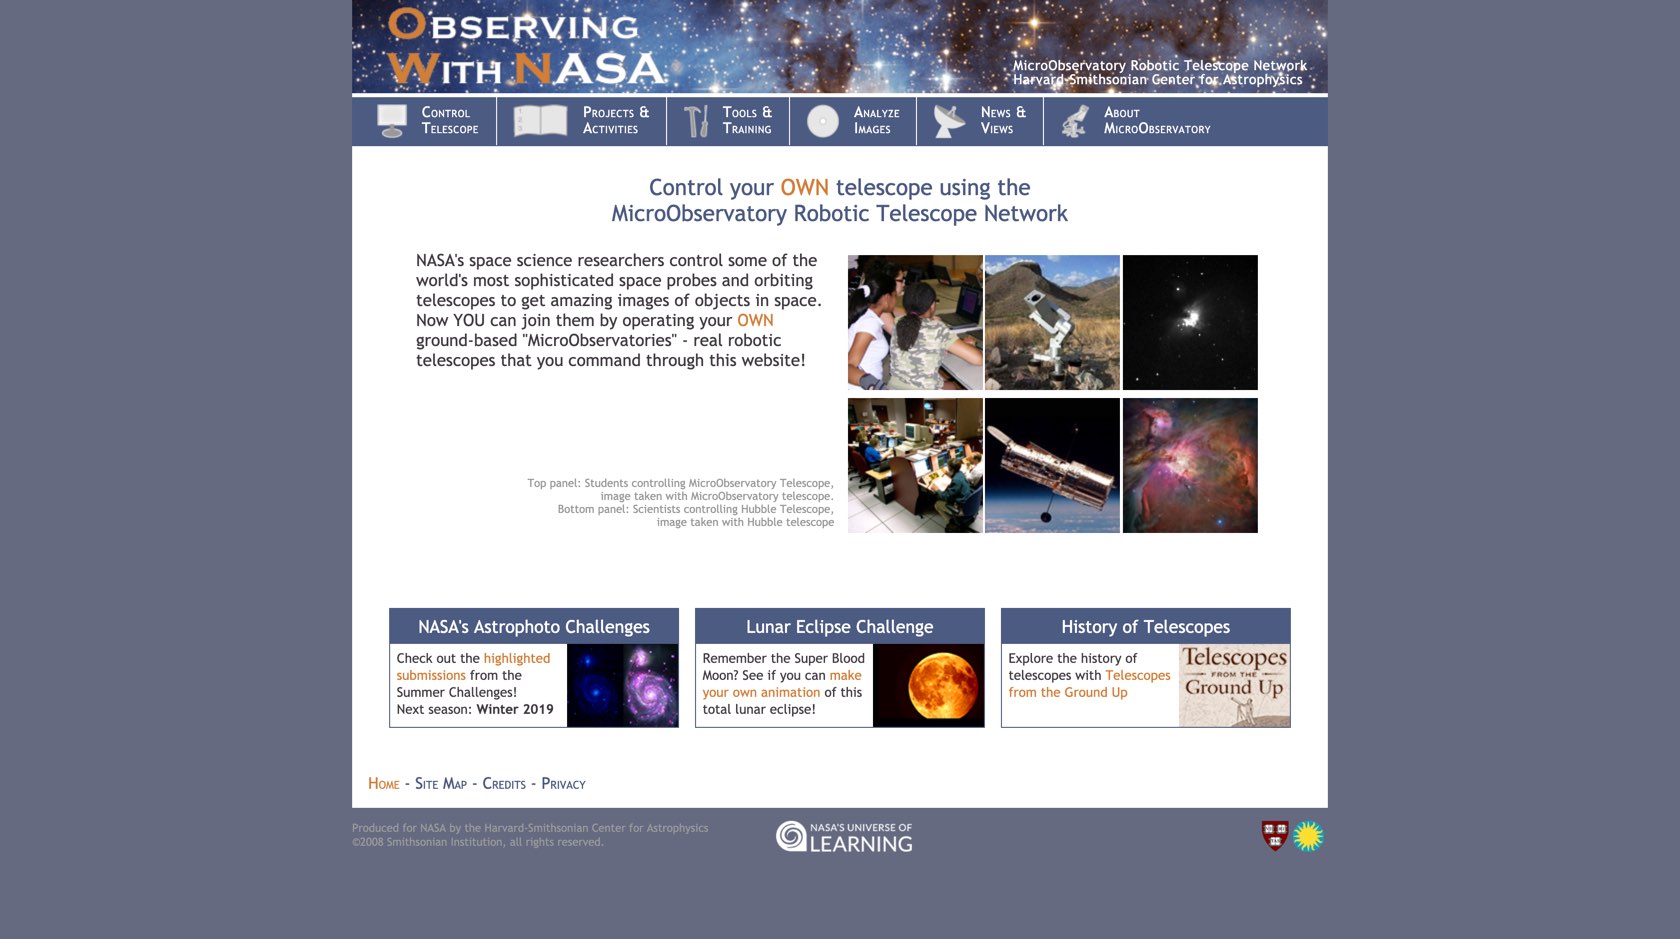 Observing
With NASA
MicroObservatory Robotic Telescope Network
Harvard-Smithsonian Center for Astrophysics
Control
Telescope
Projects &
Activities
Tools &
Training
Analyze
Images
News &
Views
About
MicroObservatory
Control your OWN telescope using the
MicroObservatory Robotic Telescope Network
NASA's space science researchers control some of the
world's most sophisticated space probes and orbiting
telescopes to get amazing images of objects in space.
Now YOU can join them by operating your OWN
ground-based "MicroObservatories" - real robotic
telescopes that you command through this website!
Top panel: Students controlling MicroObservatory Telescope,
image taken with MicroObservatory telescope.
Bottom panel: Scientists controlling Hubble Telescope,
image taken with Hubble telescope
NASA's Astrophoto Challenges
Check out the highlighted
submissions from the
Summer Challenges!
Next season: Winter 2019
Lunar Eclipse Challenge
Remember the Super Blood
Moon? See if you can make
your own animation of this
total lunar eclipse!
History of Telescopes
Explore the history of
telescopes with Telescopes
from the Ground Up
Telescopes
FROM THE
Ground Up
Home - Site Map - Credits - Privacy
Produced for NASA by the Harvard-Smithsonian Center for Astrophysics
©2008 Smithsonian Institution, all rights reserved.
NASA'S UNIVERSE OF
LEARNING